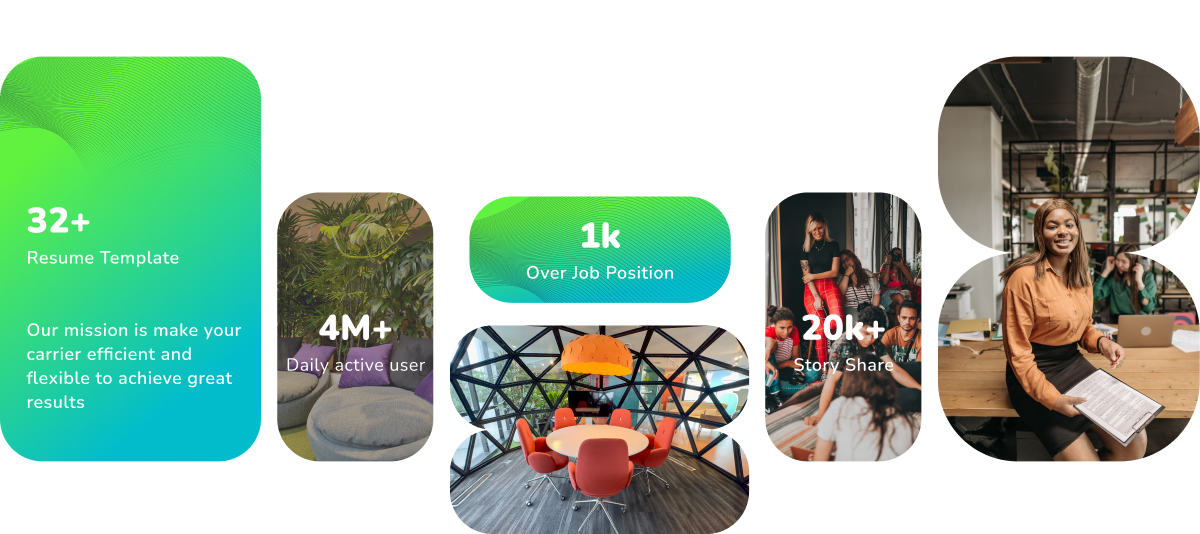 32+
Resume Template
Our mission is make your
carrier efficient and
flexible to achieve great
results
4M+
Daily active user
1k
Over Job Position
20k+
Story Share